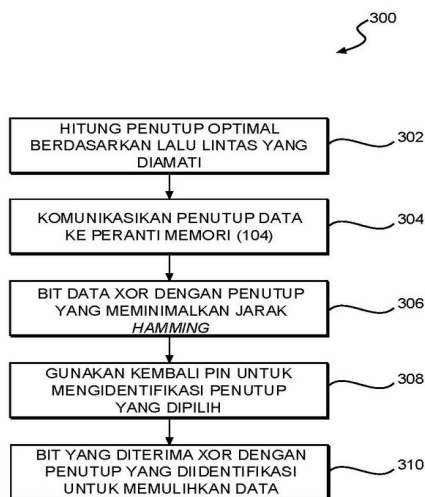 300
HITUNG PENUTUP OPTIMAL
BERDASARKAN LALU LINTAS YANG
DIAMATI
302
KOMUNIKASIKAN PENUTUP DATA
KE PERANTI MEMORI (104)
304
BIT DATA XOR DENGAN PENUTUP
YANG MEMINIMALKAN JARAK
HAMMING
306
GUNAKAN KEMBALI PIN UNTUK
MENGIDENTIFIKASI PENUTUP
YANG DIPILIH
308
BIT YANG DITERIMA XOR DENGAN
PENUTUP YANG DIIDENTIFIKASI
UNTUK MEMULIHKAN DATA
310